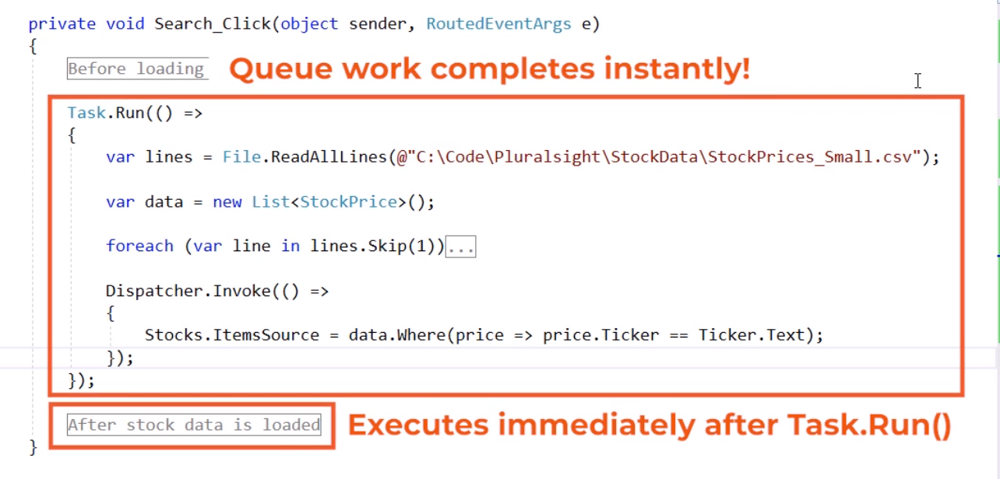 private void Search_Click(object sender, RoutedEventArgs e)
{
Before loading Queue work completes instantly!
Task.Run(() =>
{
var lines = File.ReadAllLines(@"C:\Code\Pluralsight\StockData\StockPrices_Small.csv");
var data = new List<StockPrice>();
foreach (var line in lines.Skip(1))...
Dispatcher.Invoke(() =>
{
Stocks.ItemsSource = data.Where(price => price.Ticker == Ticker.Text);
});
});
After stock data is loaded Executes immediately after Task.Run()
}